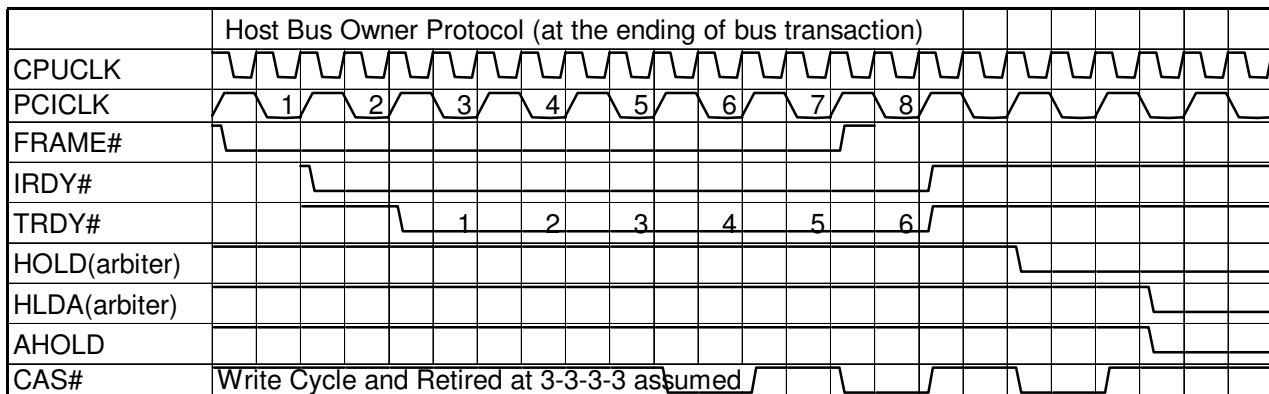 Host Bus Owner Protocol (at the ending of bus transaction)
CPUCLK
PCICLK 1 2 3 4 5 6 7 8
FRAME#
IRDY#
TRDY# 1 2 3 4 5 6
HOLD(arbiter)
HLDA(arbiter)
AHOLD
CAS# Write Cycle and Retired at 3-3-3-3 assumed